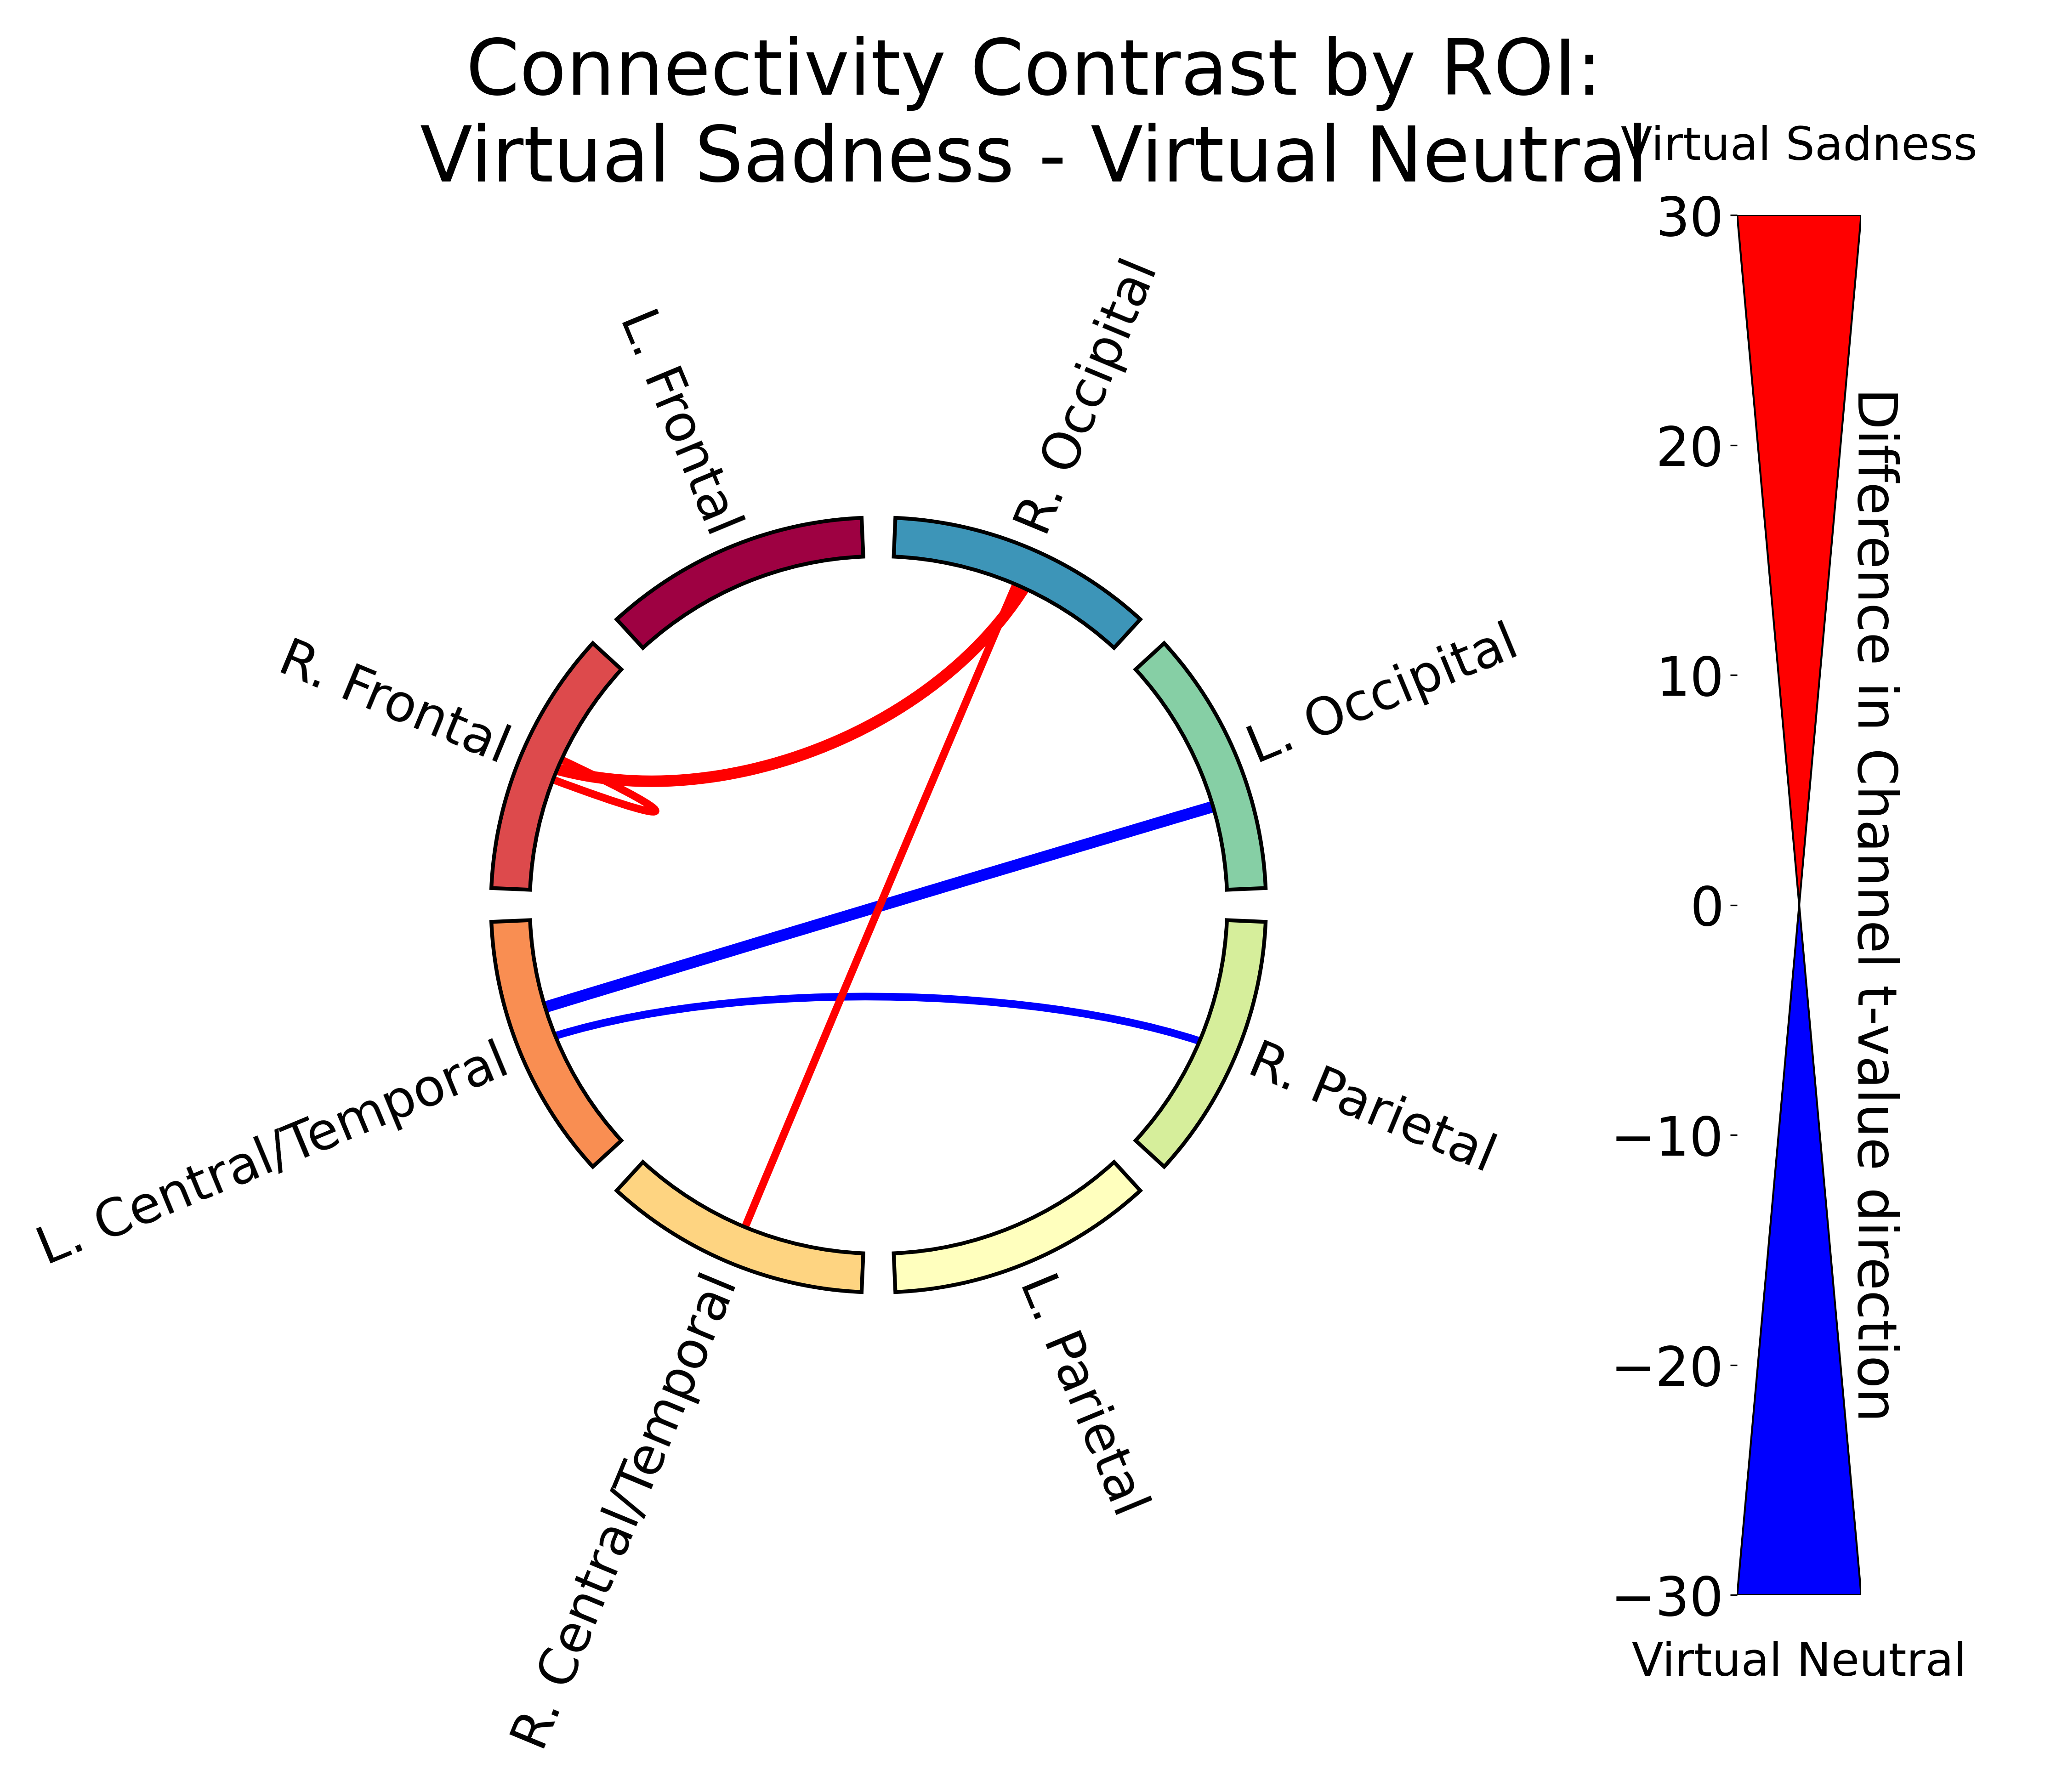 Connectivity Contrast by ROI:
Virtual Sadness - Virtual Neutral
Virtual Sadness
30
20
10
0
−10
−20
−30
Virtual Neutral
Difference in Channel t-value direction
L. Frontal
R. Occipital
R. Frontal
L. Occipital
L. Central/Temporal
R. Parietal
R. Central/Temporal
L. Parietal